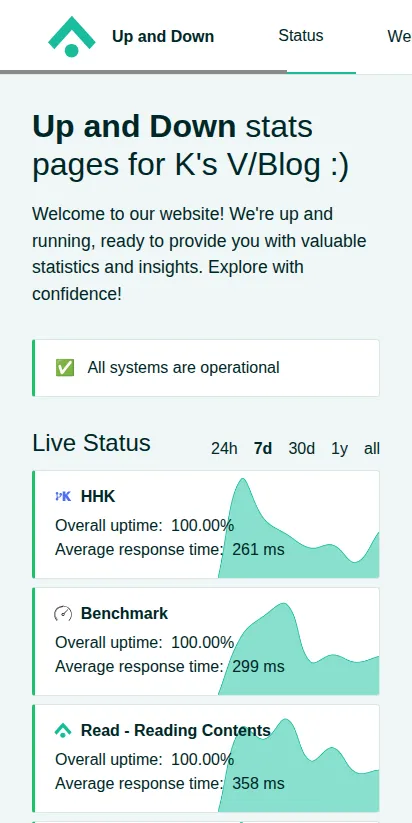 Up and Down Status We
Up and Down stats
pages for K's V/Blog :)
Welcome to our website! We're up and
running, ready to provide you with valuable
statistics and insights. Explore with
confidence!
✅ All systems are operational
Live Status 24h 7d 30d 1y all
HHK
Overall uptime: 100.00%
Average response time: 261 ms
Benchmark
Overall uptime: 100.00%
Average response time: 299 ms
Read - Reading Contents
Overall uptime: 100.00%
Average response time: 358 ms